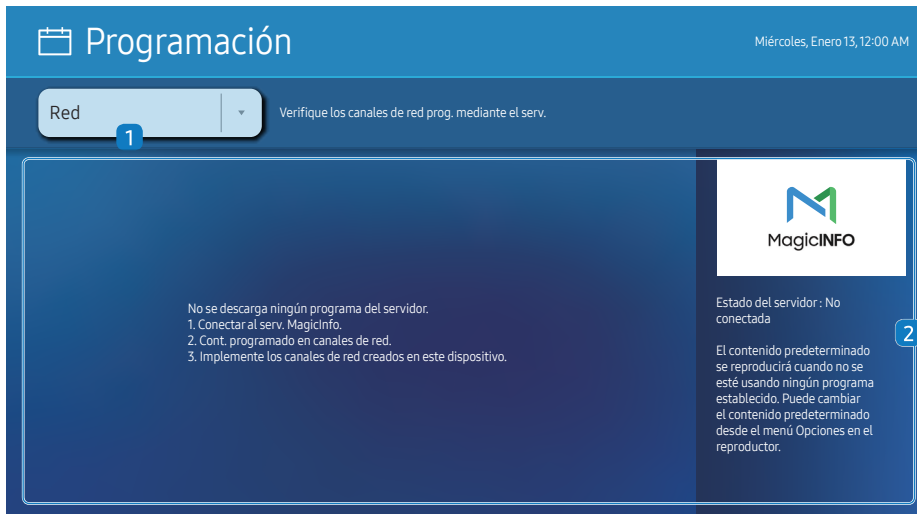 Programación
Miércoles, Enero 13, 12:00 AM
Red
Verifique los canales de red prog. mediante el serv.
1
MagicINFO
No se descarga ningún programa del servidor.
1. Conectar al serv. MagicInfo.
2. Cont. programado en canales de red.
3. Implemente los canales de red creados en este dispositivo.
Estado del servidor : No
conectada
2
El contenido predeterminado
se reproducirá cuando no se
esté usando ningún programa
establecido. Puede cambiar
el contenido predeterminado
desde el menú Opciones en el
reproductor.